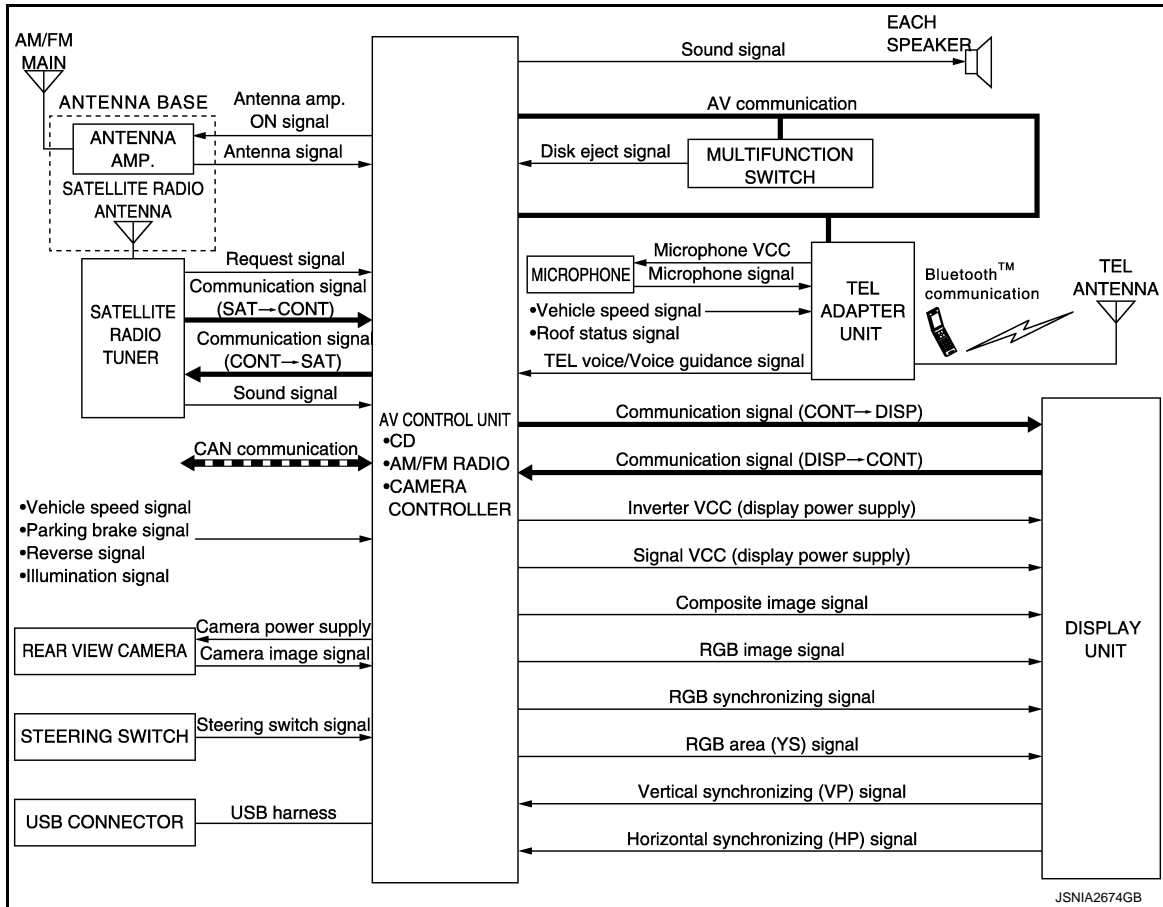 AM/FM
MAIN
ANTENNA BASE
ANTENNA
AMP.
SATELLITE RADIO
ANTENNA
Antenna amp.
ON signal
Antenna signal
SATELLITE
RADIO
TUNER
Request signal
Communication signal
(SAT→CONT)
Communication signal
(CONT→SAT)
Sound signal
CAN communication
•Vehicle speed signal
•Parking brake signal
•Reverse signal
•Illumination signal
REAR VIEW CAMERA
Camera power supply
Camera image signal
STEERING SWITCH
Steering switch signal
USB CONNECTOR
USB harness
AV CONTROL UNIT
•CD
•AM/FM RADIO
•CAMERA
CONTROLLER
Sound signal
EACH
SPEAKER
AV communication
Disk eject signal
MULTIFUNCTION
SWITCH
MICROPHONE
Microphone VCC
Microphone signal
•Vehicle speed signal
•Roof status signal
TEL voice/Voice guidance signal
TEL
ADAPTER
UNIT
Bluetooth™
communication
TEL
ANTENNA
Communication signal (CONT→DISP)
Communication signal (DISP→CONT)
Inverter VCC (display power supply)
Signal VCC (display power supply)
Composite image signal
RGB image signal
RGB synchronizing signal
RGB area (YS) signal
Vertical synchronizing (VP) signal
Horizontal synchronizing (HP) signal
DISPLAY
UNIT
JSNIA2674GB